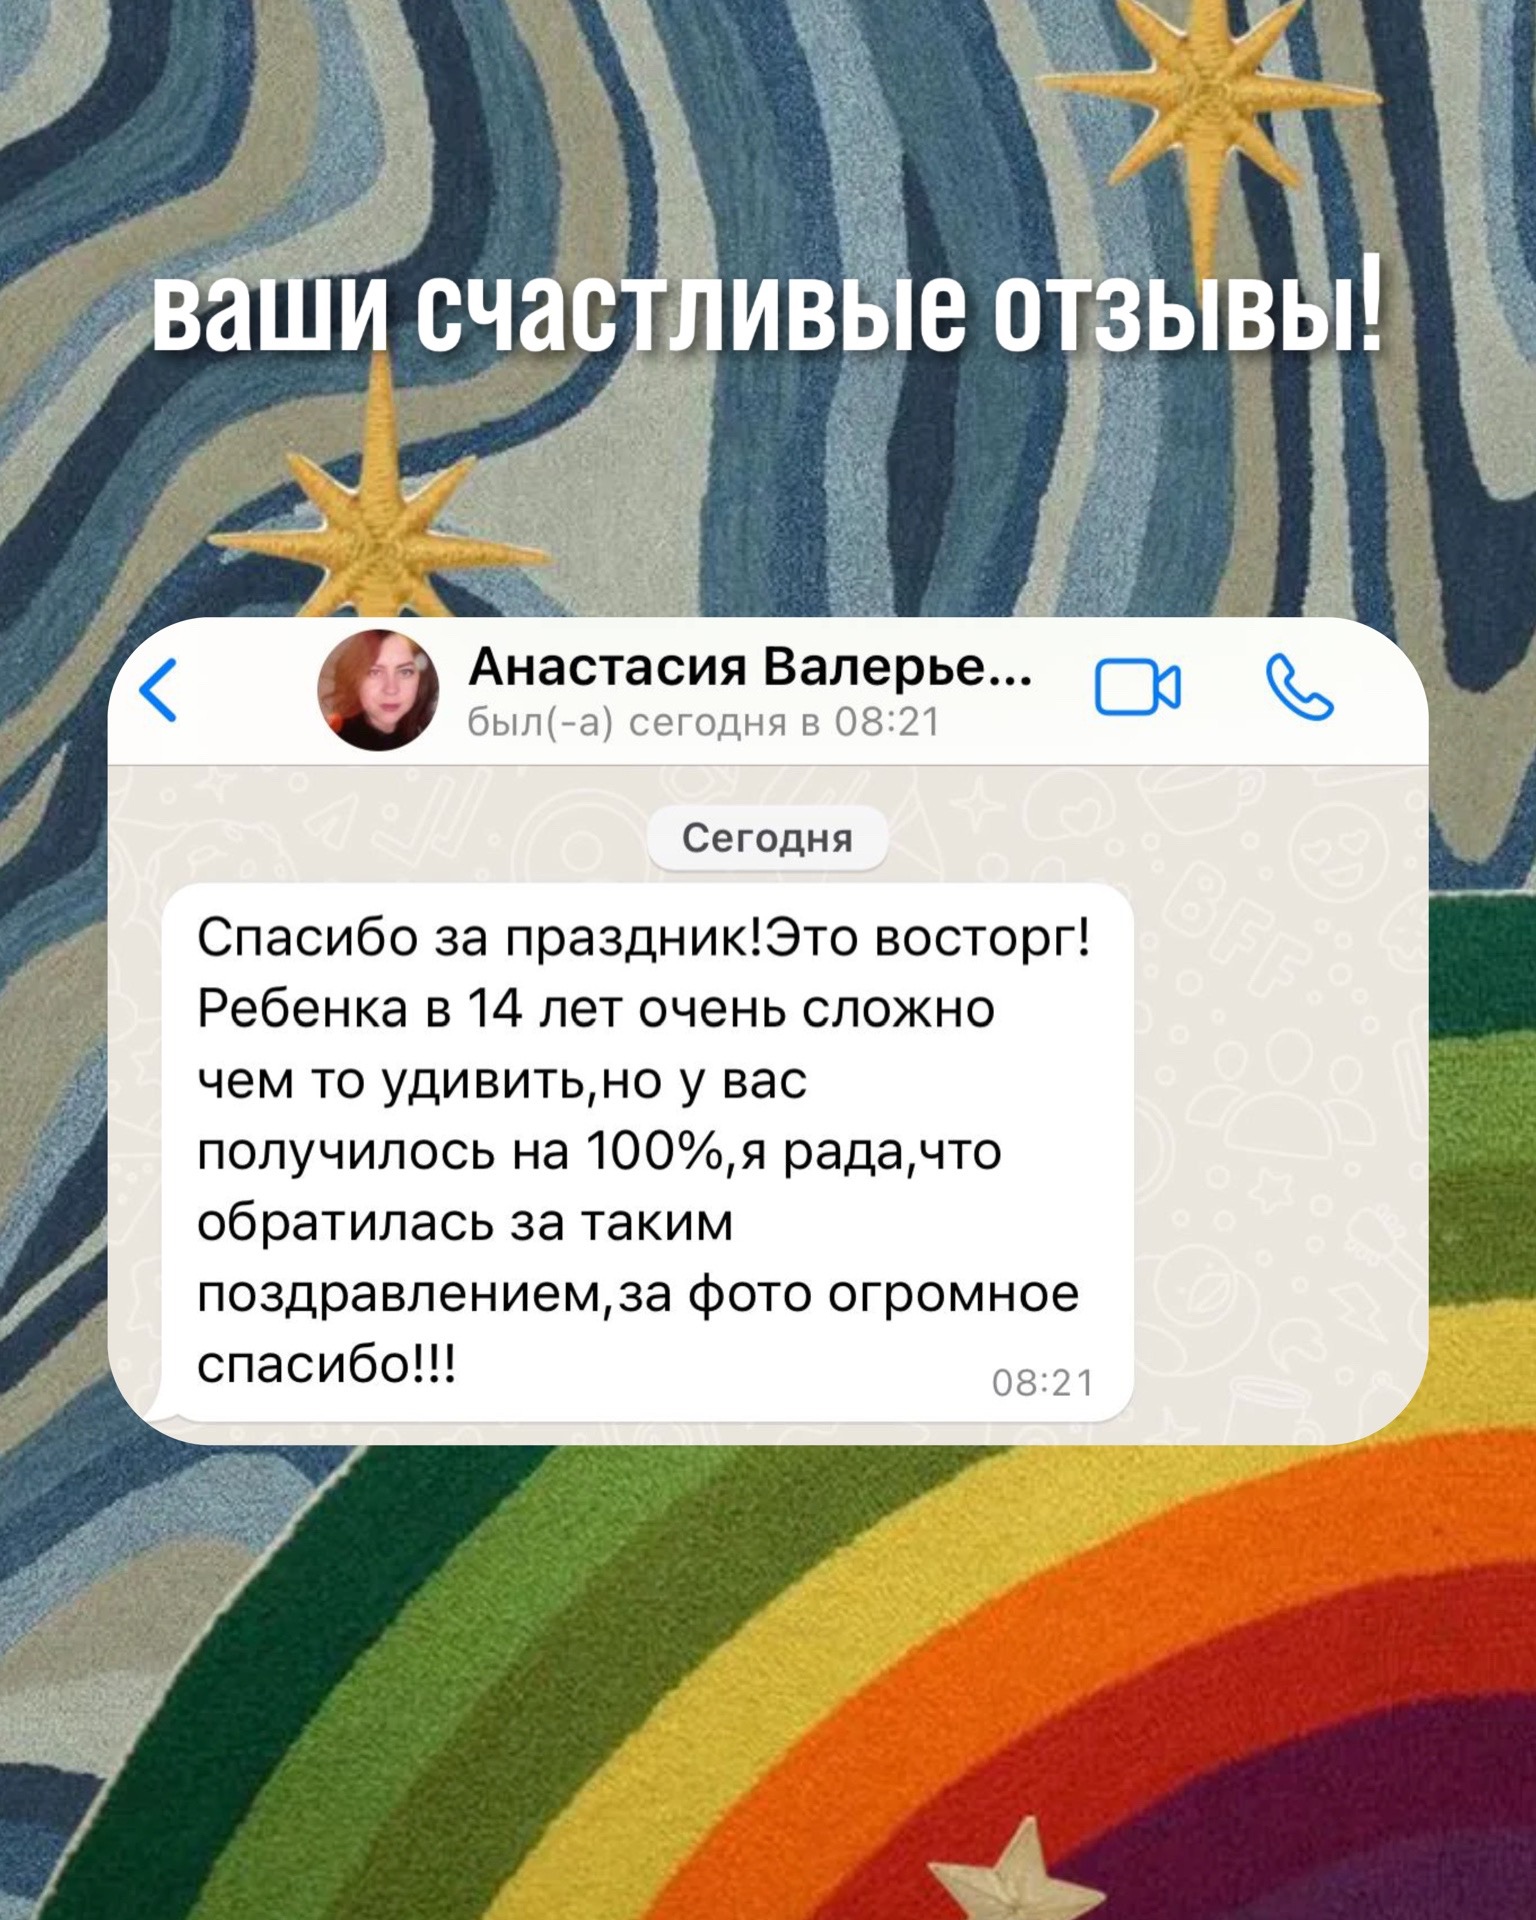 ваши счастливые отзывы!
Анастасия Валерье...
был(-а) сегодня в 08:21
Сегодня
Спасибо за праздник!Это восторг!
Ребенка в 14 лет очень сложно
чем то удивить,но у вас
получилось на 100%,я рада,что
обратилась за таким
поздравлением,за фото огромное
спасибо!!!
08:21